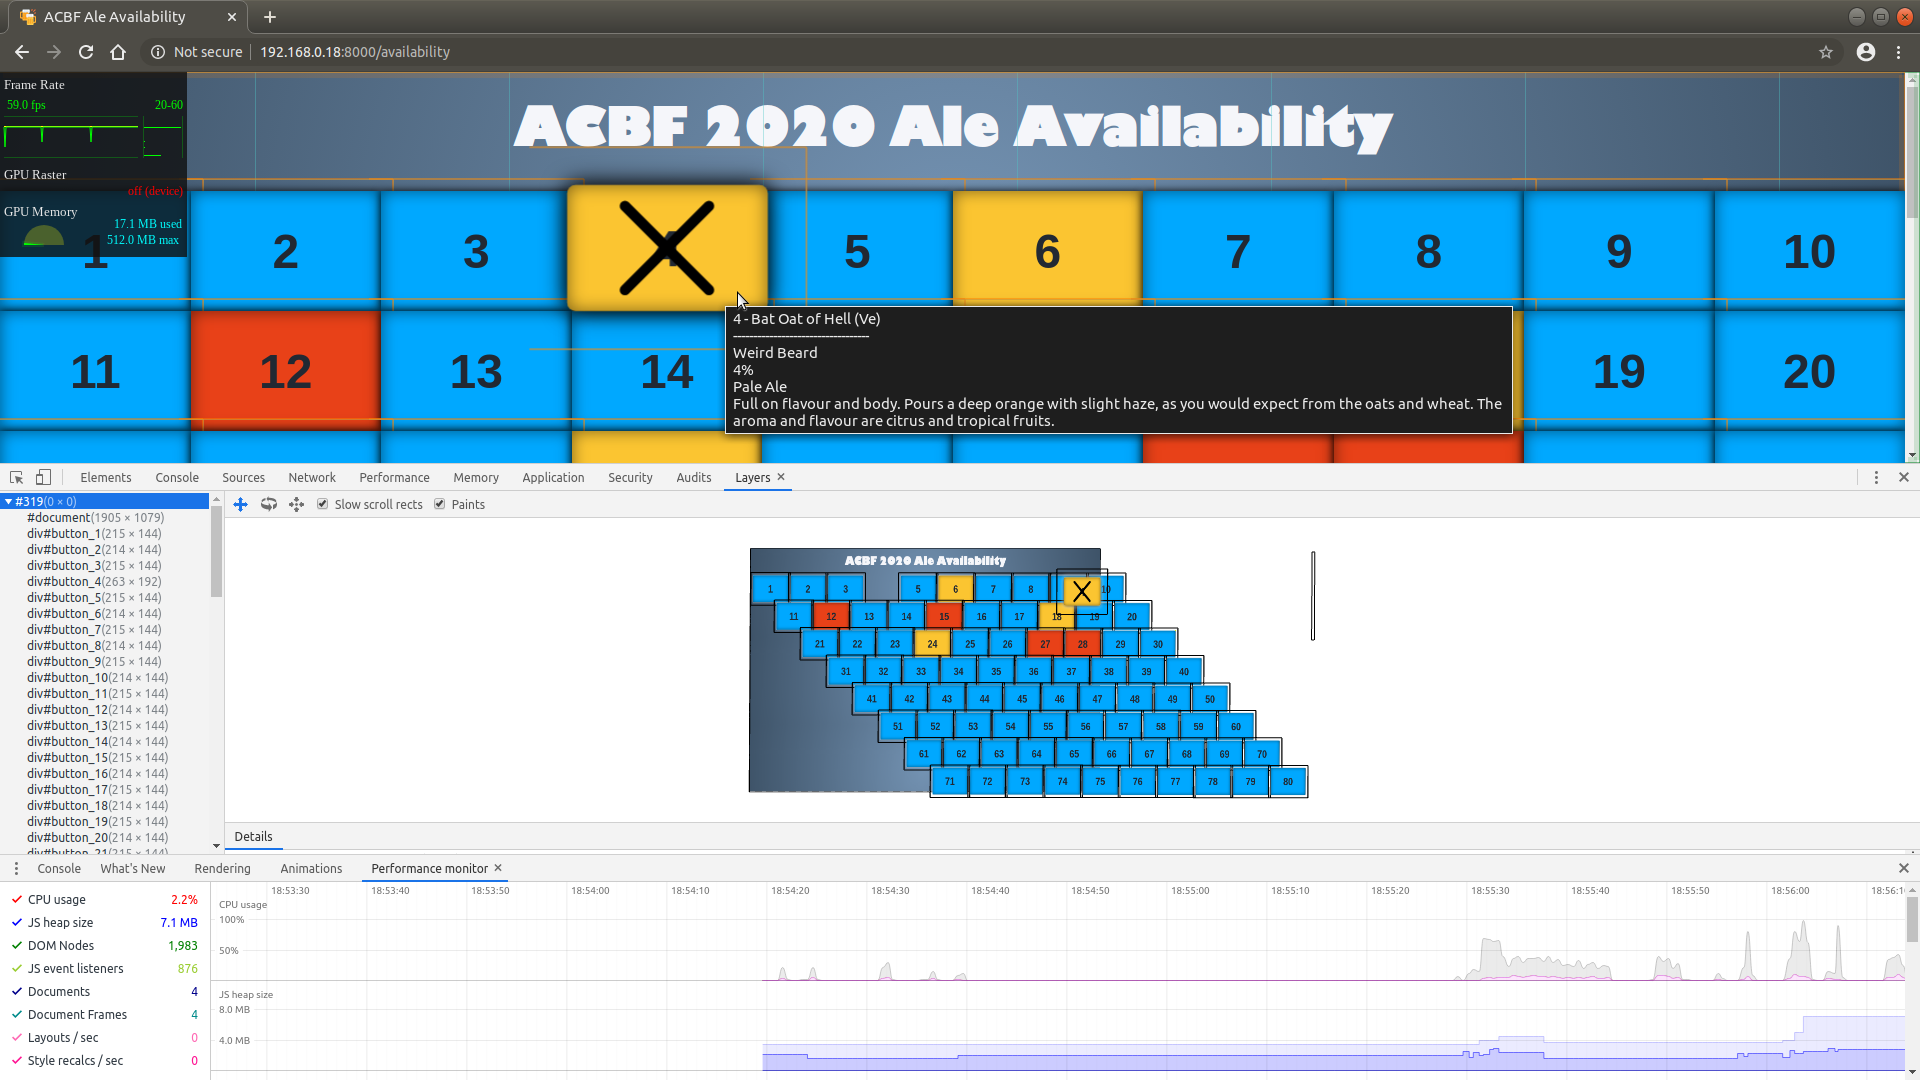 ACBF Ale Availability
Not secure
192.168.0.18:8000/availability
Frame Rate
59.0 fps 20-60
GPU Raster
off (device)
GPU Memory
17.1 MB used
512.0 MB max
ACBF 2020 Ale Availability
1 2 3 4 5 6 7 8 9 10
11 12 13 14 19 20
4 - Bat Oat of Hell (Ve)
----------------------------------
Weird Beard
4%
Pale Ale
Full on flavour and body. Pours a deep orange with slight haze, as you would expect from the oats and wheat. The
aroma and flavour are citrus and tropical fruits.
Elements Console Sources Network Performance Memory Application Security Audits Layers
#319(0 × 0)
#document(1905 × 1079)
div#button_1(215 × 144)
div#button_2(214 × 144)
div#button_3(215 × 144)
div#button_4(263 × 192)
div#button_5(215 × 144)
div#button_6(214 × 144)
div#button_7(215 × 144)
div#button_8(214 × 144)
div#button_9(215 × 144)
div#button_10(214 × 144)
div#button_11(215 × 144)
div#button_12(214 × 144)
div#button_13(215 × 144)
div#button_14(214 × 144)
div#button_15(215 × 144)
div#button_16(214 × 144)
div#button_17(215 × 144)
div#button_18(214 × 144)
div#button_19(215 × 144)
div#button_20(214 × 144)
div#button_21(215 × 144)
Slow scroll rects Paints
ACBF 2020 Ale Availability
1 2 3 5 6 7 8 10
11 12 13 14 15 16 17 18 19 20
21 22 23 24 25 26 27 28 29 30
31 32 33 34 35 36 37 38 39 40
41 42 43 44 45 46 47 48 49 50
51 52 53 54 55 56 57 58 59 60
61 62 63 64 65 66 67 68 69 70
71 72 73 74 75 76 77 78 79 80
Details
Console What's New Rendering Animations Performance monitor
CPU usage 2.2%
JS heap size 7.1 MB
DOM Nodes 1,983
JS event listeners 876
Documents 4
Document Frames 4
Layouts / sec 0
Style recalcs / sec 0
18:53:30 18:53:40 18:53:50 18:54:00 18:54:10 18:54:20 18:54:30 18:54:40 18:54:50 18:55:00 18:55:10 18:55:20 18:55:30 18:55:40 18:55:50 18:56:00 18:56:1
CPU usage
100%
50%
JS heap size
8.0 MB
4.0 MB